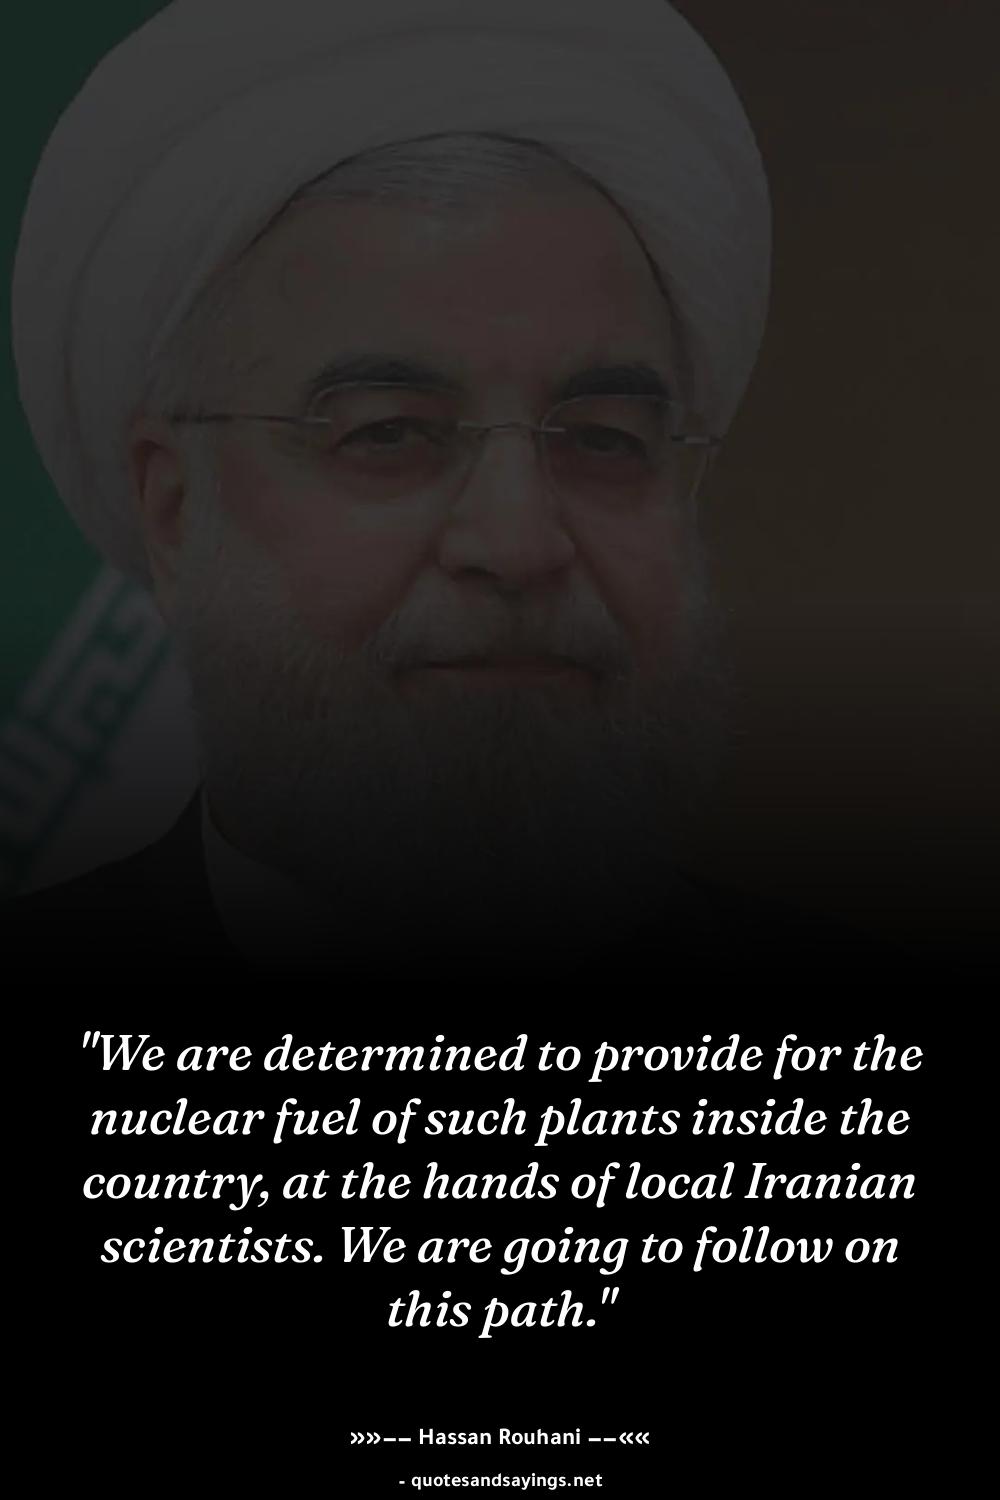 "We are determined to provide for the
nuclear fuel of such plants inside the
country, at the hands of local Iranian
scientists. We are going to follow on
this path."
»»–– Hassan Rouhani ––««
- quotesandsayings.net